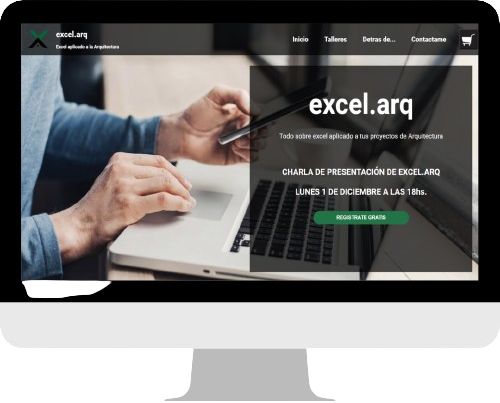 excel.arq
Excel aplicado a la Arquitectura
Inicio Talleres Detras de... Contactame
excel.arq
Todo sobre excel aplicado a tus proyectos de Arquitectura
CHARLA DE PRESENTACIÓN DE EXCEL.ARQ
LUNES 1 DE DICIEMBRE A LAS 18hs.
REGISTRATE GRATIS